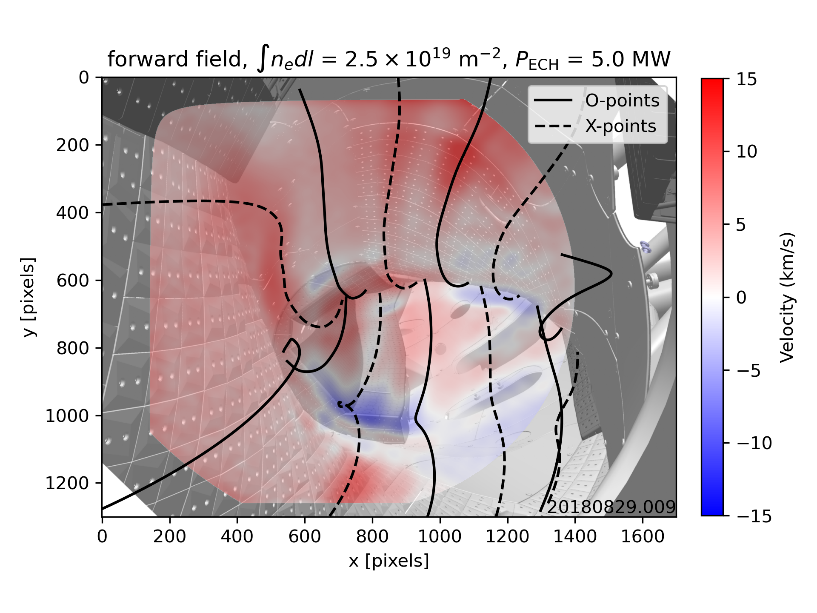 forward field, ∫nₑdl = 2.5 × 10¹⁹ m⁻², P_ECH = 5.0 MW
O-points
X-points
0
200
400
600
800
1000
1200
y [pixels]
0 200 400 600 800 1000 1200 1400 1600
x [pixels]
20180829.009
15
10
5
0
−5
−10
−15
Velocity (km/s)